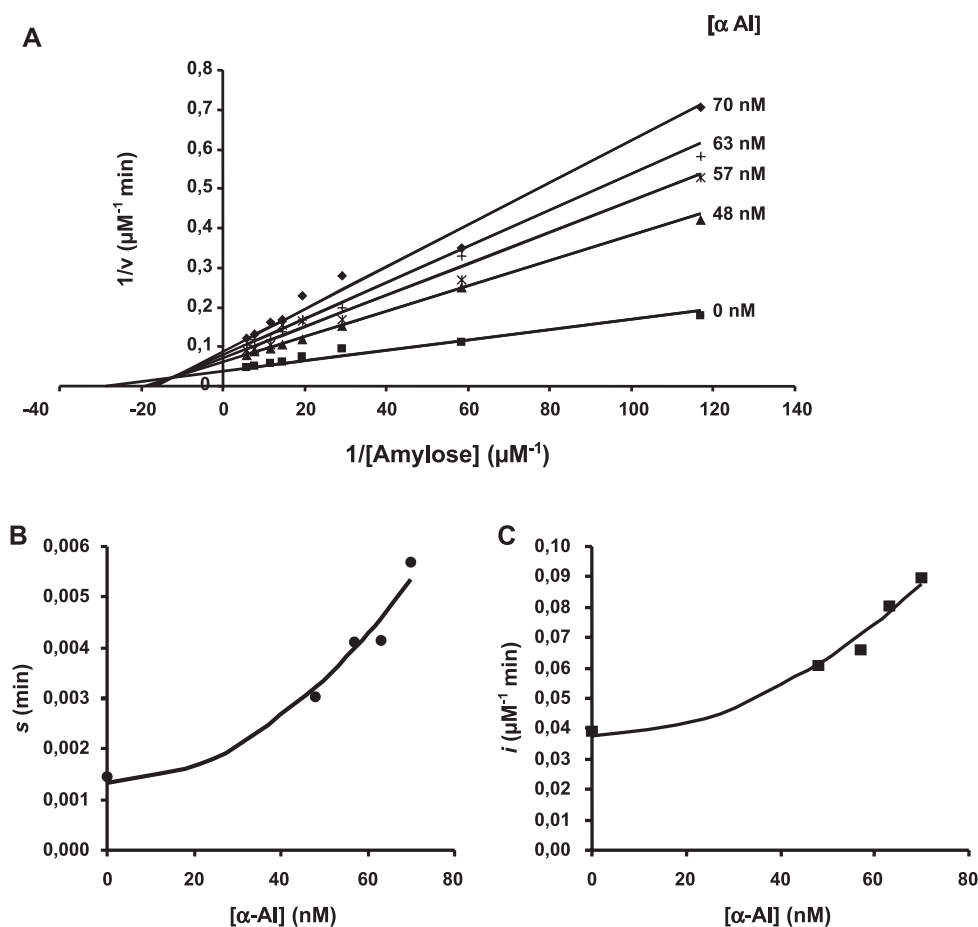 A
[α AI]
0,8
0,7
0,6
0,5
0,4
0,3
0,2
0,1
0
1/v (µM⁻¹ min)
70 nM
63 nM
57 nM
48 nM
0 nM
-40 -20 0 20 40 60 80 100 120 140
1/[Amylose] (µM⁻¹)
B
0,006
0,005
0,004
0,003
0,002
0,001
0,000
s (min)
0 20 40 60 80
[α-AI] (nM)
C
0,10
0,09
0,08
0,07
0,06
0,05
0,04
0,03
0,02
0,01
0,00
i (µM⁻¹ min)
0 20 40 60 80
[α-AI] (nM)